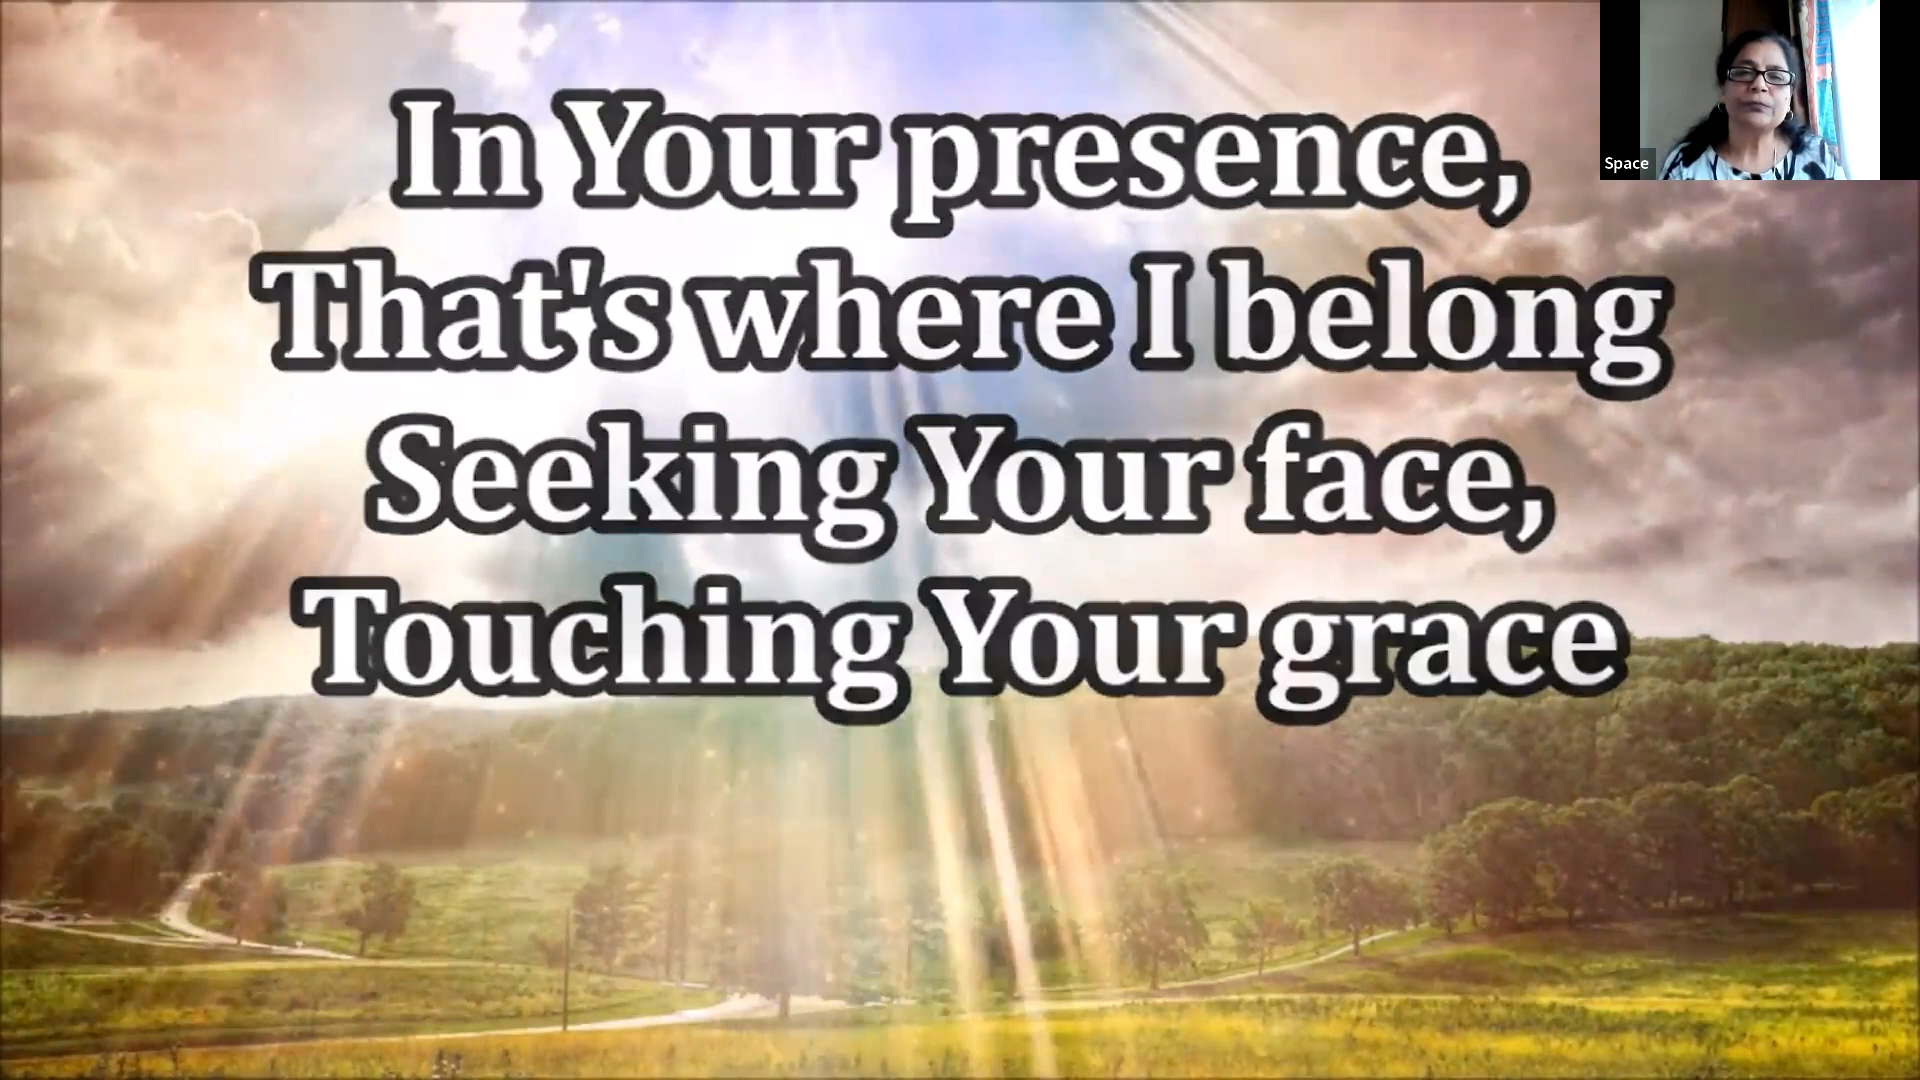 In Your presence,
That's where I belong
Seeking Your face,
Touching Your grace
Space